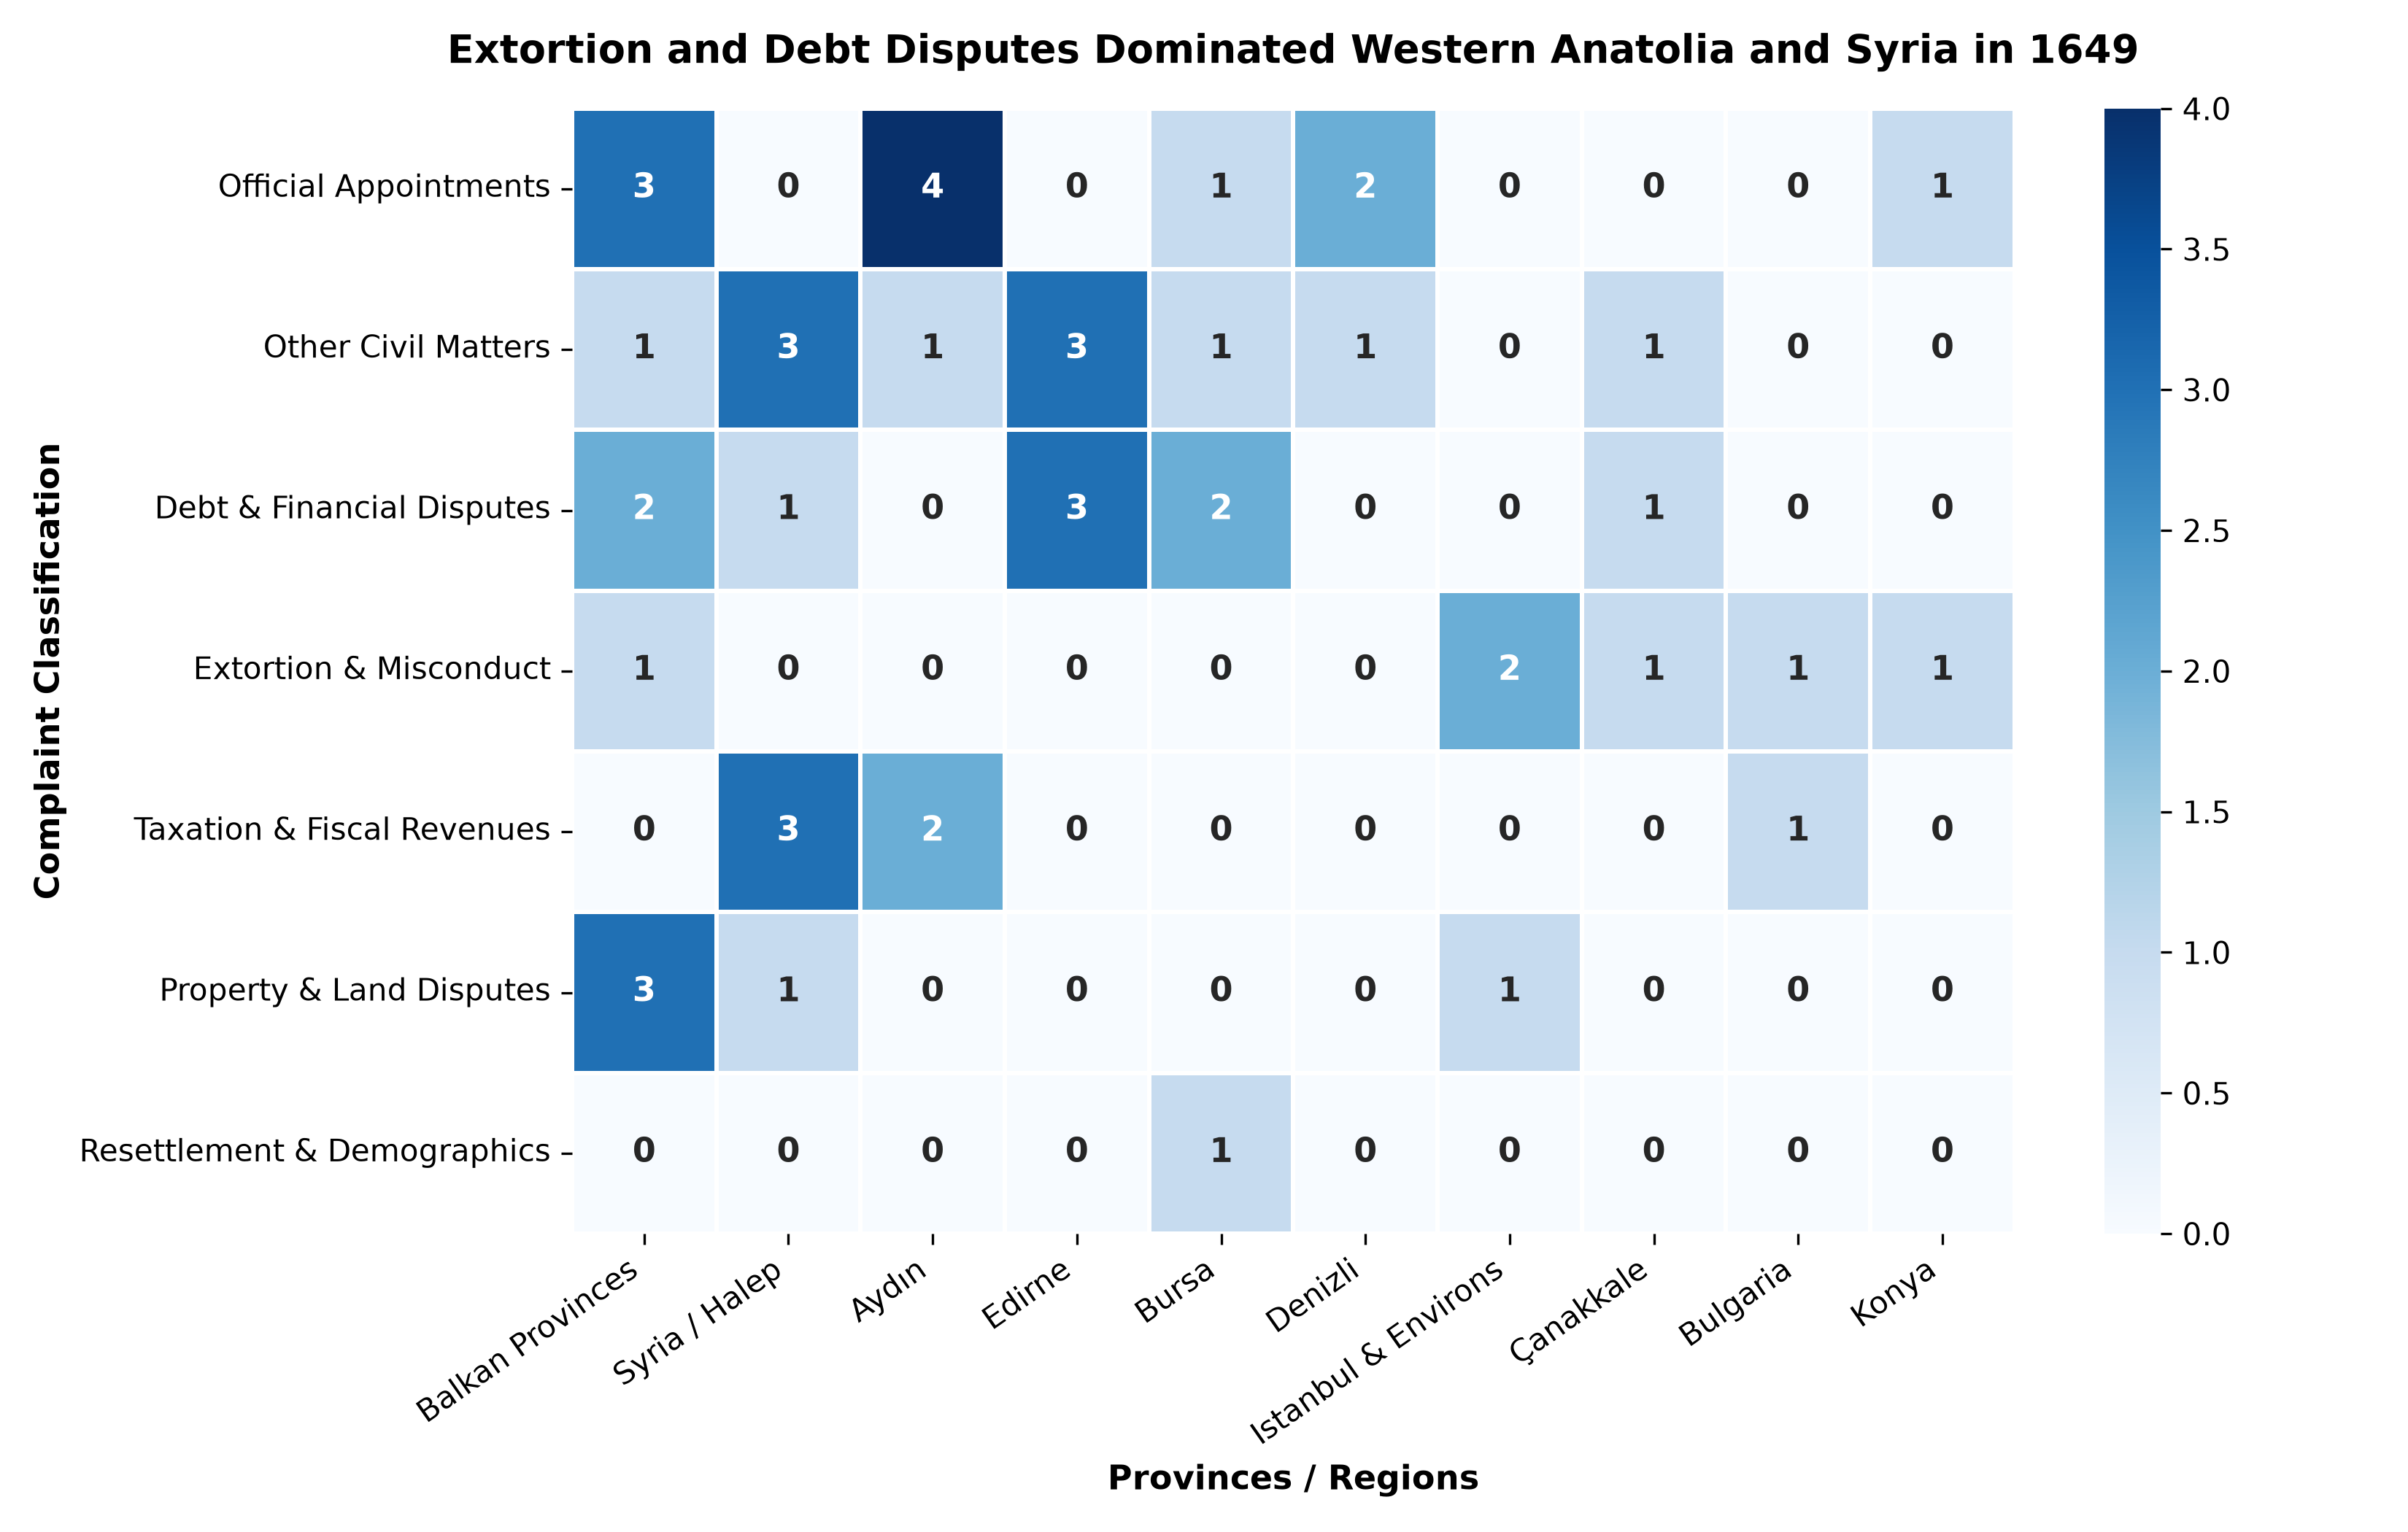 Extortion and Debt Disputes Dominated Western Anatolia and Syria in 1649
Complaint Classification
Official Appointments 3 0 4 0 1 2 0 0 0 1
Other Civil Matters 1 3 1 3 1 1 0 1 0 0
Debt & Financial Disputes 2 1 0 3 2 0 0 1 0 0
Extortion & Misconduct 1 0 0 0 0 0 2 1 1 1
Taxation & Fiscal Revenues 0 3 2 0 0 0 0 0 1 0
Property & Land Disputes 3 1 0 0 0 0 1 0 0 0
Resettlement & Demographics 0 0 0 0 1 0 0 0 0 0
Balkan Provinces
Syria / Halep
Aydın
Edirne
Bursa
Denizli
Istanbul & Environs
Çanakkale
Bulgaria
Konya
Provinces / Regions
4.0
3.5
3.0
2.5
2.0
1.5
1.0
0.5
0.0